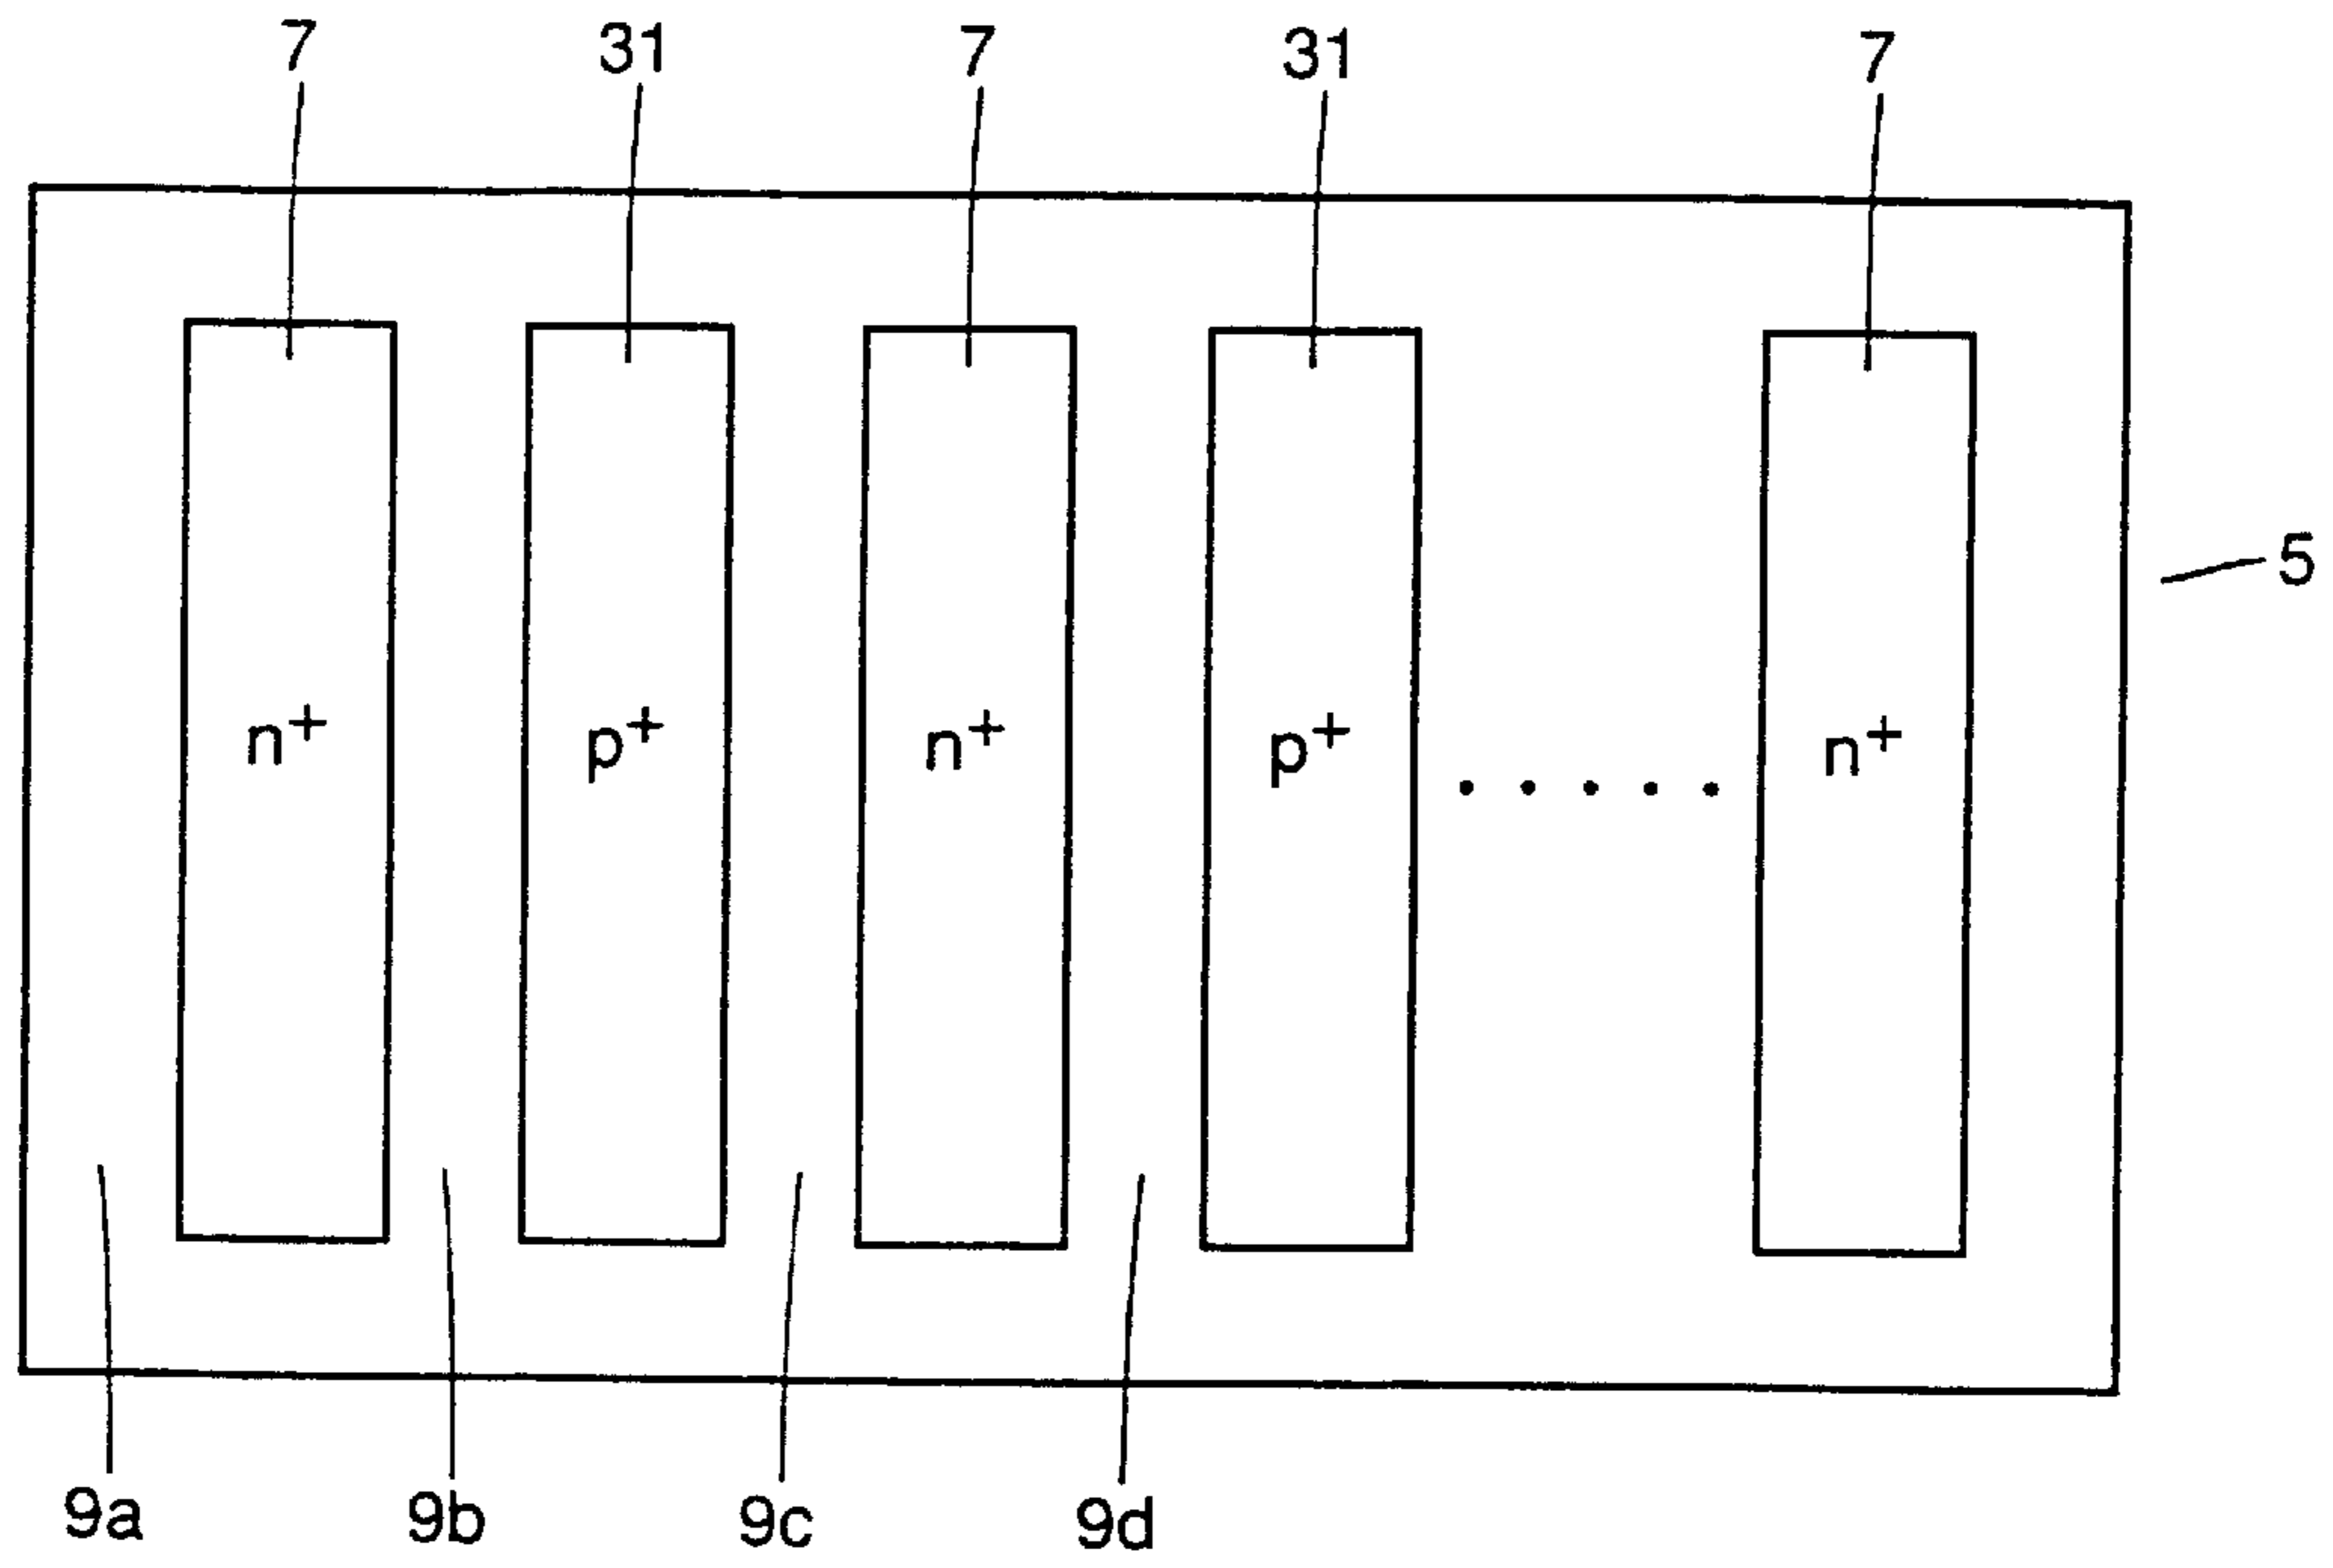 7 31 7 31 7
5
n⁺ p⁺ n⁺ p⁺ ..... n⁺
9a 9b 9c 9d